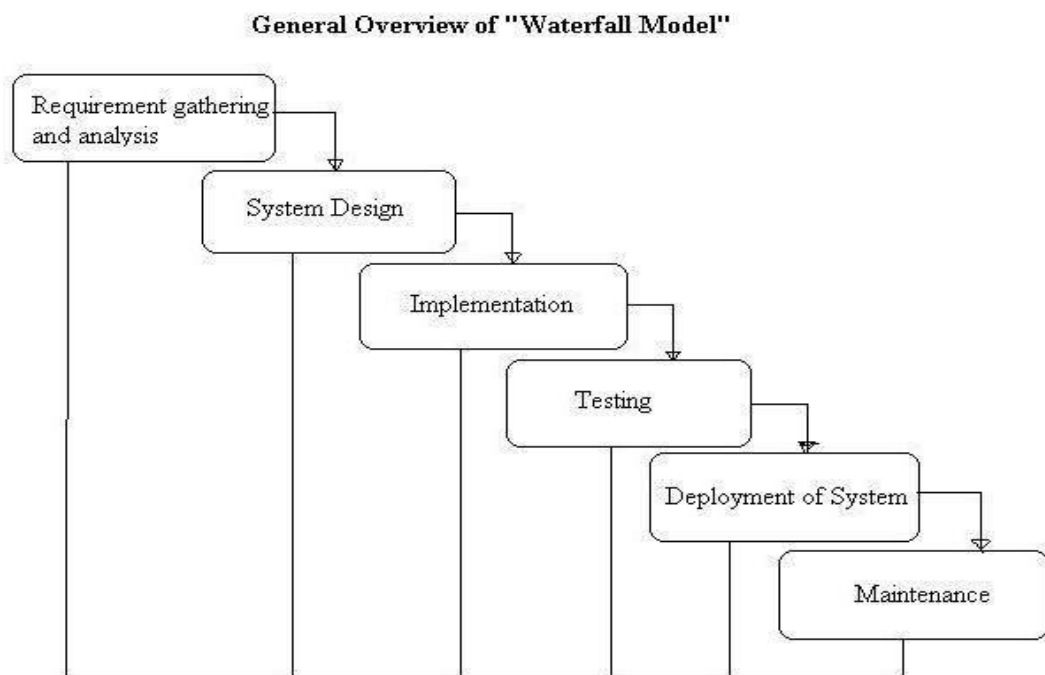 General Overview of "Waterfall Model"
Requirement gathering
and analysis
System Design
Implementation
Testing
Deployment of System
Maintenance